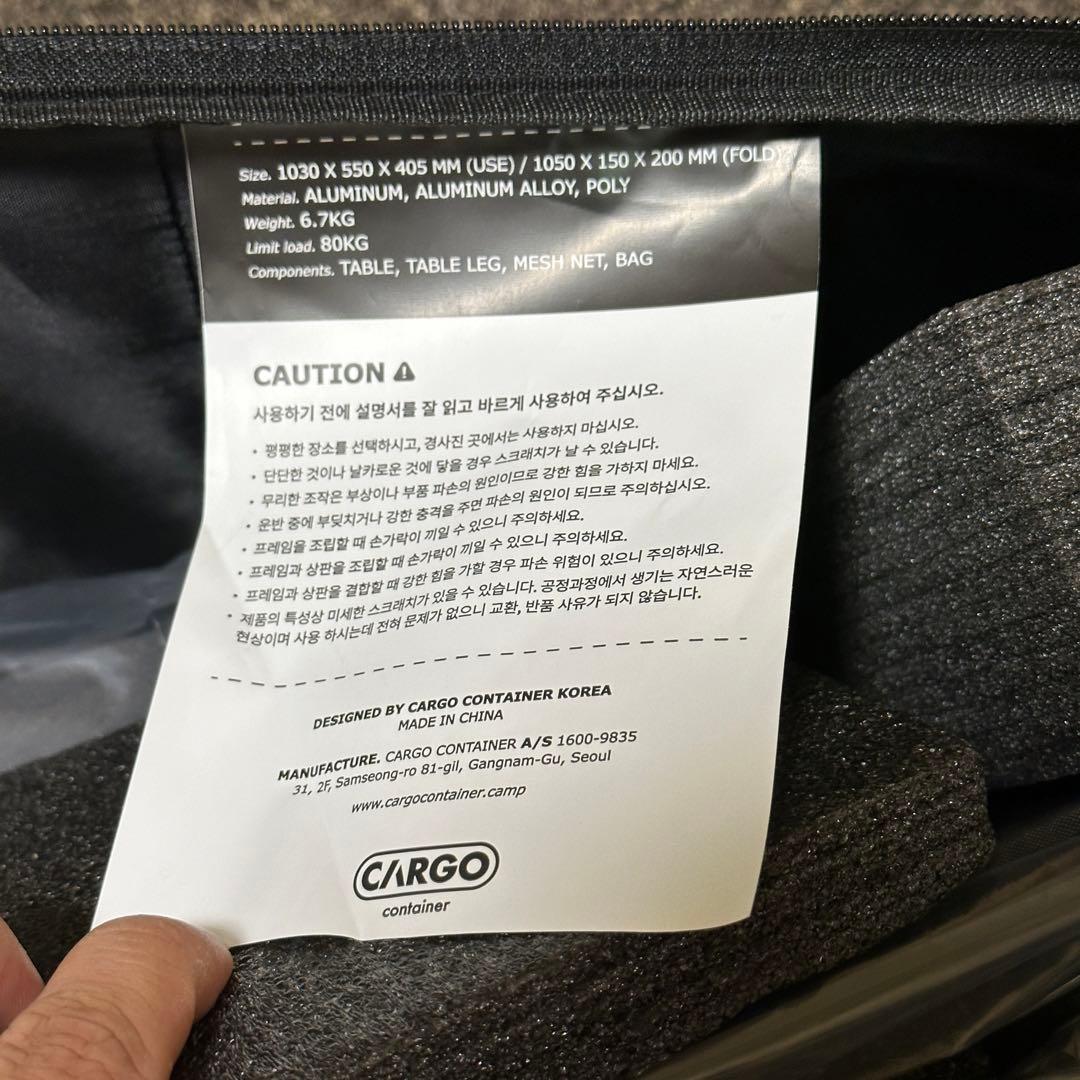 Size. 1030 X 550 X 405 MM (USE) / 1050 X 150 X 200 MM (FOLD)
Material. ALUMINUM, ALUMINUM ALLOY, POLY
Weight. 6.7KG
Limit load. 80KG
Components. TABLE, TABLE LEG, MESH NET, BAG
CAUTION ⚠
사용하기 전에 설명서를 잘 읽고 바르게 사용하여 주십시오.
• 평평한 장소를 선택하시고, 경사진 곳에서는 사용하지 마십시오.
• 단단한 것이나 날카로운 것에 닿을 경우 스크래치가 날 수 있습니다.
• 무리한 조작은 부상이나 부품 파손의 원인이므로 강한 힘을 가하지 마세요.
• 운반 중에 부딪치거나 강한 충격을 주면 파손의 원인이 되므로 주의하십시오.
• 프레임을 조립할 때 손가락이 끼일 수 있으니 주의하세요.
• 프레임과 상판을 조립할 때 손가락이 끼일 수 있으니 주의하세요.
• 프레임과 상판을 결합할 때 강한 힘을 가할 경우 파손 위험이 있으니 주의하세요.
• 제품의 특성상 미세한 스크래치가 있을 수 있습니다. 공정과정에서 생기는 자연스러운
현상이며 사용 하시는데 전혀 문제가 없으니 교환, 반품 사유가 되지 않습니다.
DESIGNED BY CARGO CONTAINER KOREA
MADE IN CHINA
MANUFACTURE. CARGO CONTAINER A/S 1600-9835
31, 2F, Samseong-ro 81-gil, Gangnam-Gu, Seoul
www.cargocontainer.camp
CARGO
container